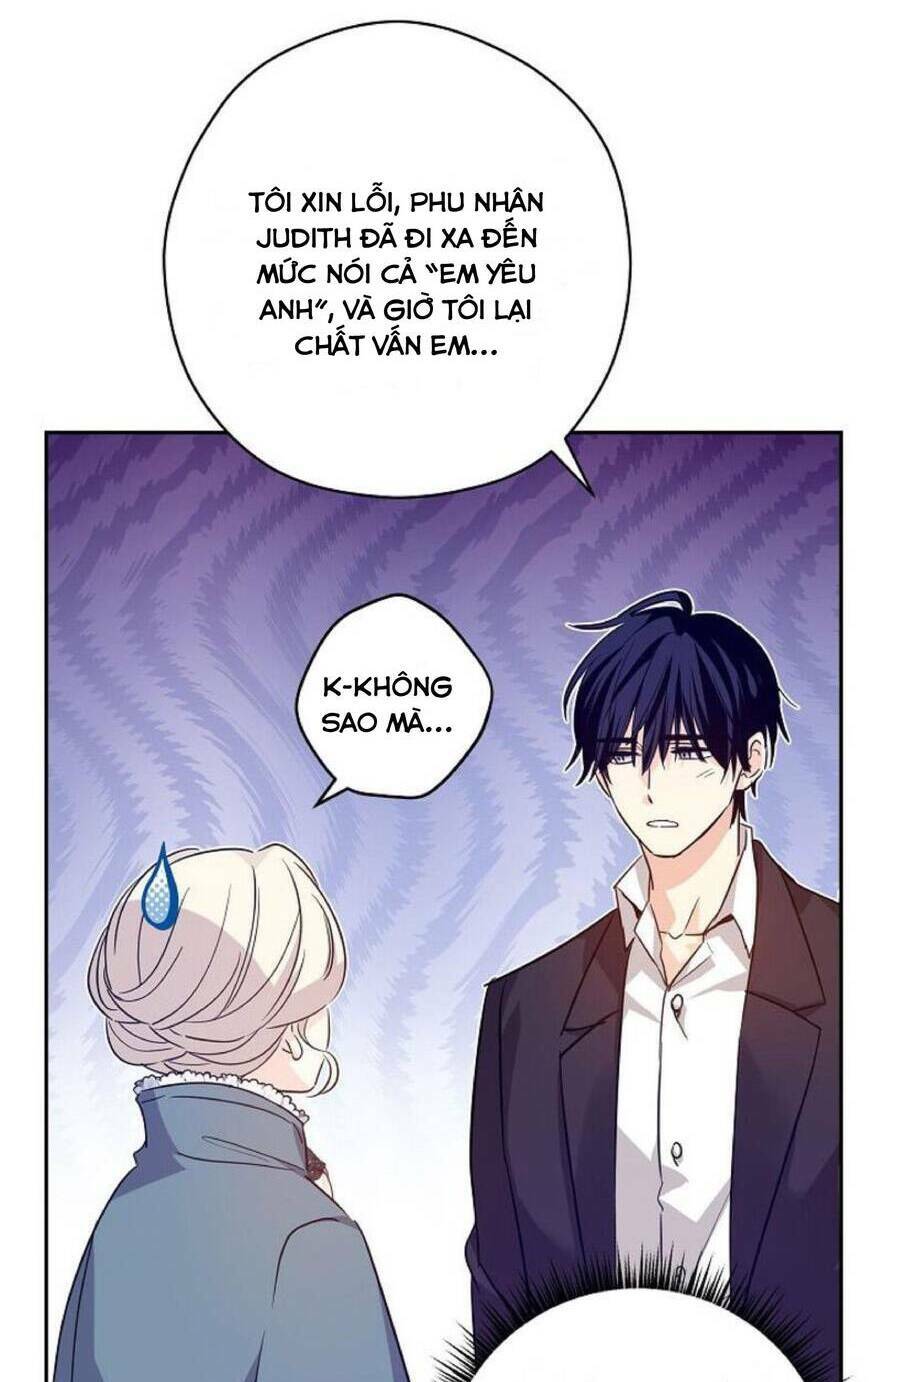 TÔI XIN LỖI, PHU NHÂN
JUDITH ĐÃ ĐI XA ĐẾN
MỨC NÓI CẢ “EM YÊU
ANH”, VÀ GIỜ TÔI LẠI
CHẤT VẤN EM...
K-KHÔNG
SAO MÀ...